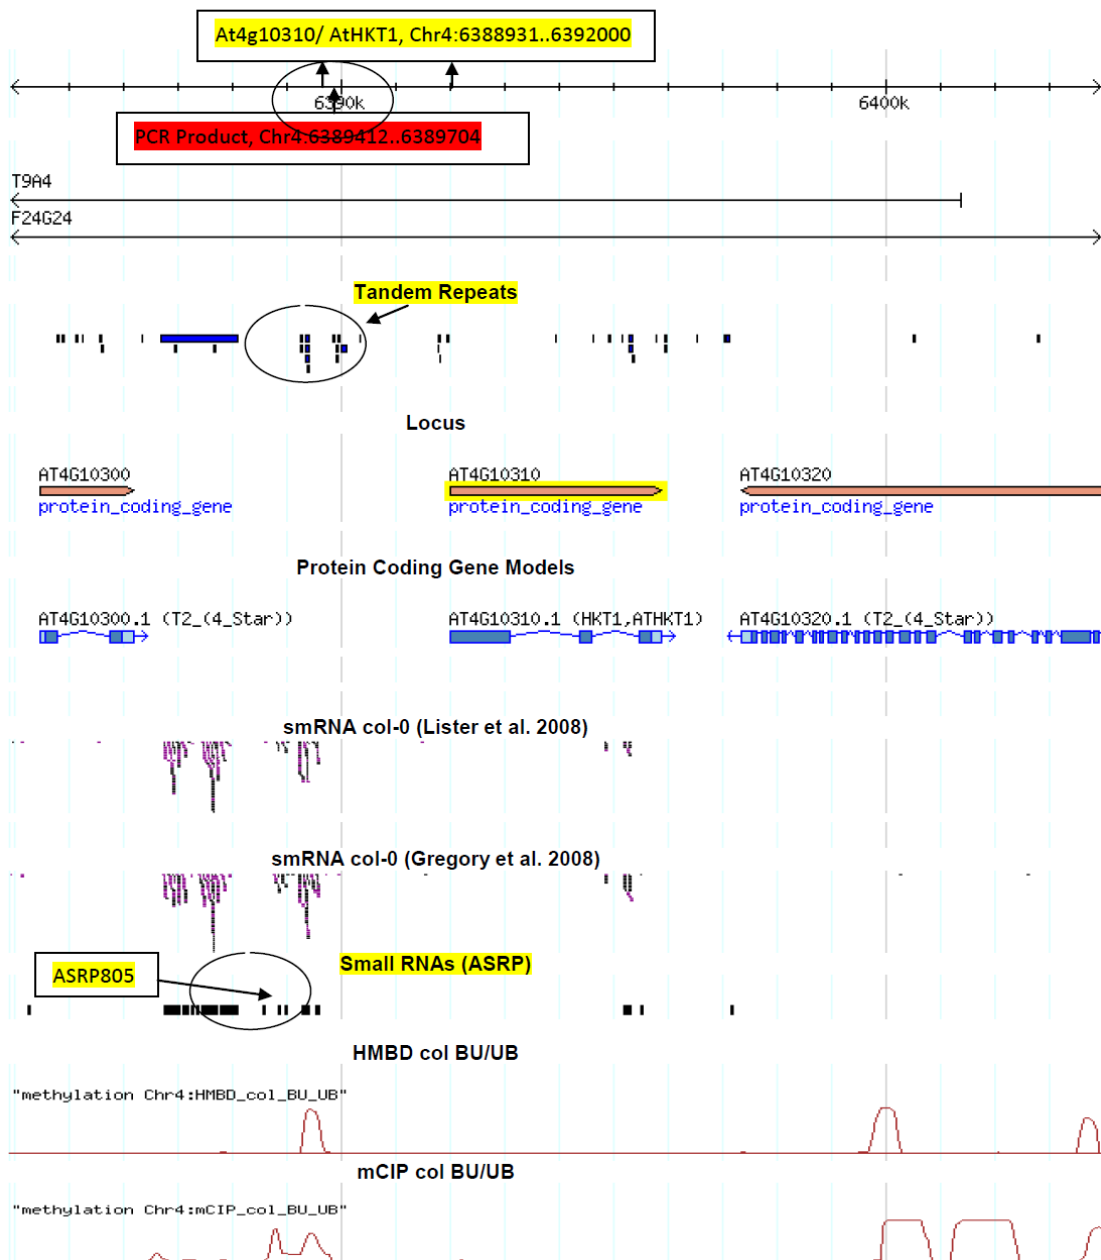 At4g10310/ AtHKT1, Chr4:6388931..6392000
6390k 6400k
PCR Product, Chr4:6389412..6389704
T9A4
F24G24
Tandem Repeats
Locus
AT4G10300 AT4G10310 AT4G10320
protein_coding_gene protein_coding_gene protein_coding_gene
Protein Coding Gene Models
AT4G10300.1 (T2_(4_Star)) AT4G10310.1 (HKT1,ATHKT1) AT4G10320.1 (T2_(4_Star))
smRNA col-0 (Lister et al. 2008)
smRNA col-0 (Gregory et al. 2008)
Small RNAs (ASRP)
ASRP805
HMBD col BU/UB
"methylation Chr4:HMBD_col_BU_UB"
mCIP col BU/UB
"methylation Chr4:mCIP_col_BU_UB"